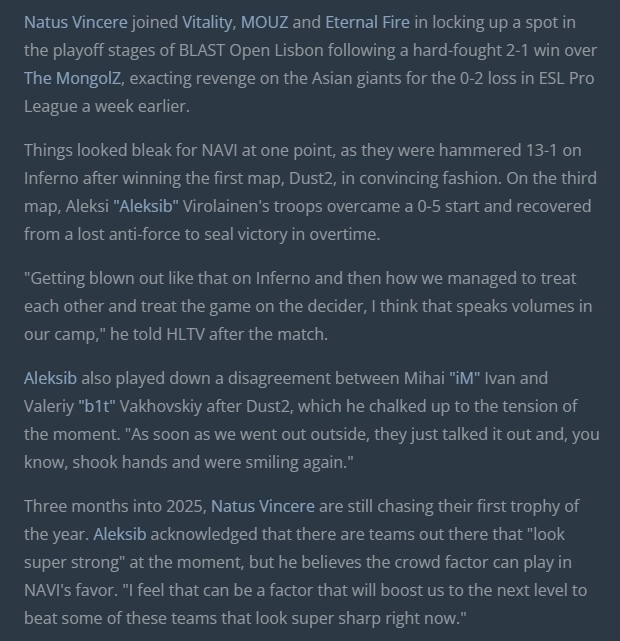 Natus Vincere joined Vitality, MOUZ and Eternal Fire in locking up a spot in
the playoff stages of BLAST Open Lisbon following a hard-fought 2-1 win over
The MongolZ, exacting revenge on the Asian giants for the 0-2 loss in ESL Pro
League a week earlier.
Things looked bleak for NAVI at one point, as they were hammered 13-1 on
Inferno after winning the first map, Dust2, in convincing fashion. On the third
map, Aleksi "Aleksib" Virolainen's troops overcame a 0-5 start and recovered
from a lost anti-force to seal victory in overtime.
"Getting blown out like that on Inferno and then how we managed to treat
each other and treat the game on the decider, I think that speaks volumes in
our camp," he told HLTV after the match.
Aleksib also played down a disagreement between Mihai "iM" Ivan and
Valeriy "b1t" Vakhovskiy after Dust2, which he chalked up to the tension of
the moment. "As soon as we went out outside, they just talked it out and, you
know, shook hands and were smiling again."
Three months into 2025, Natus Vincere are still chasing their first trophy of
the year. Aleksib acknowledged that there are teams out there that "look
super strong" at the moment, but he believes the crowd factor can play in
NAVI's favor. "I feel that can be a factor that will boost us to the next level to
beat some of these teams that look super sharp right now."